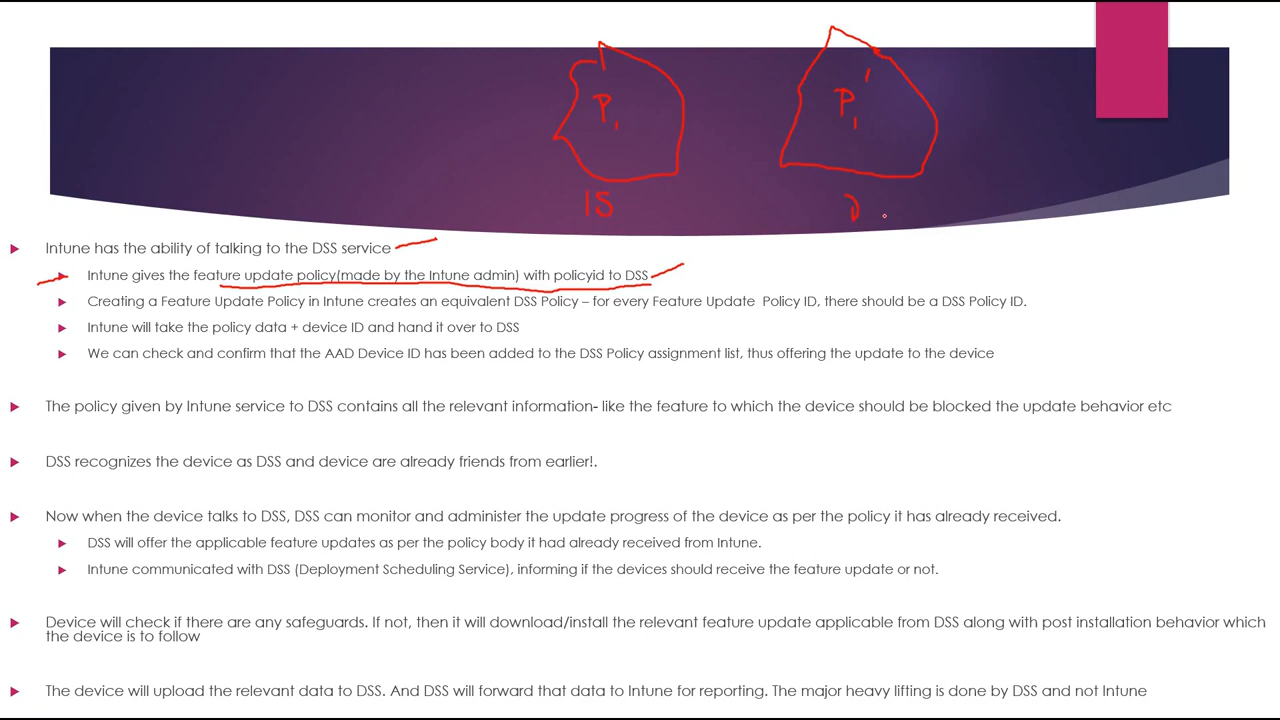 P1
P1'
IS
D
Intune has the ability of talking to the DSS service
Intune gives the feature update policy(made by the Intune admin) with policyid to DSS
Creating a Feature Update Policy in Intune creates an equivalent DSS Policy – for every Feature Update  Policy ID, there should be a DSS Policy ID.
Intune will take the policy data + device ID and hand it over to DSS
We can check and confirm that the AAD Device ID has been added to the DSS Policy assignment list, thus offering the update to the device
The policy given by Intune service to DSS contains all the relevant information- like the feature to which the device should be blocked the update behavior etc
DSS recognizes the device as DSS and device are already friends from earlier!.
Now when the device talks to DSS, DSS can monitor and administer the update progress of the device as per the policy it has already received.
DSS will offer the applicable feature updates as per the policy body it had already received from Intune.
Intune communicated with DSS (Deployment Scheduling Service), informing if the devices should receive the feature update or not.
Device will check if there are any safeguards. If not, then it will download/install the relevant feature update applicable from DSS along with post installation behavior which
the device is to follow
The device will upload the relevant data to DSS. And DSS will forward that data to Intune for reporting. The major heavy lifting is done by DSS and not Intune